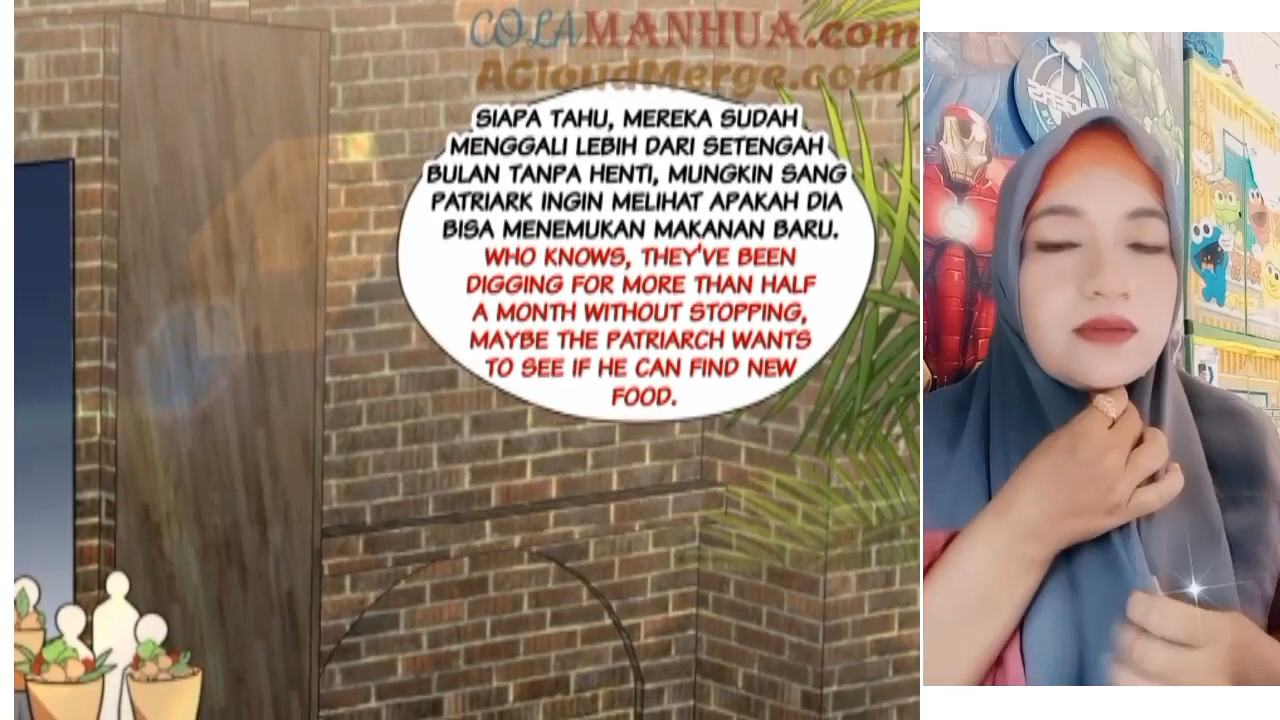 COLAMANHUA.com
ACloudMerge.com
SIAPA TAHU, MEREKA SUDAH
MENGGALI LEBIH DARI SETENGAH
BULAN TANPA HENTI, MUNGKIN SANG
PATRIARK INGIN MELIHAT APAKAH DIA
BISA MENEMUKAN MAKANAN BARU.
WHO KNOWS, THEY'VE BEEN
DIGGING FOR MORE THAN HALF
A MONTH WITHOUT STOPPING,
MAYBE THE PATRIARCH WANTS
TO SEE IF HE CAN FIND NEW
FOOD.